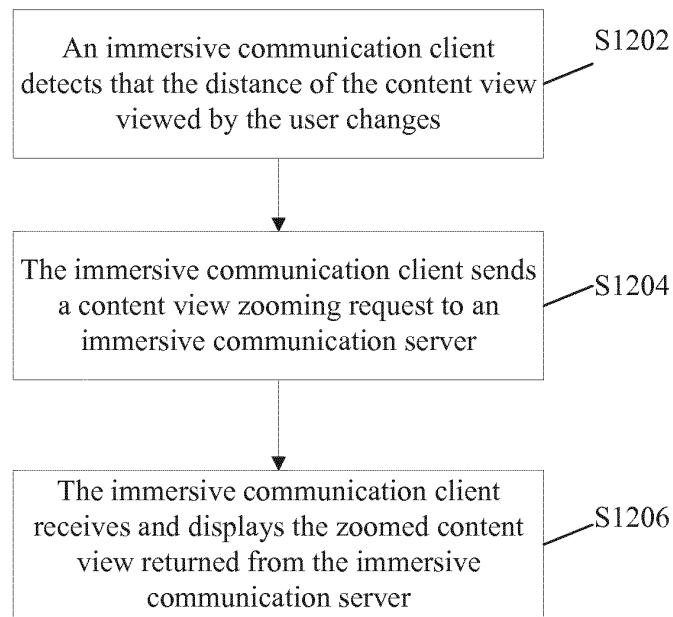 An immersive communication client
detects that the distance of the content view
viewed by the user changes
S1202
The immersive communication client sends
a content view zooming request to an
immersive communication server
S1204
The immersive communication client
receives and displays the zoomed content
view returned from the immersive
communication server
S1206